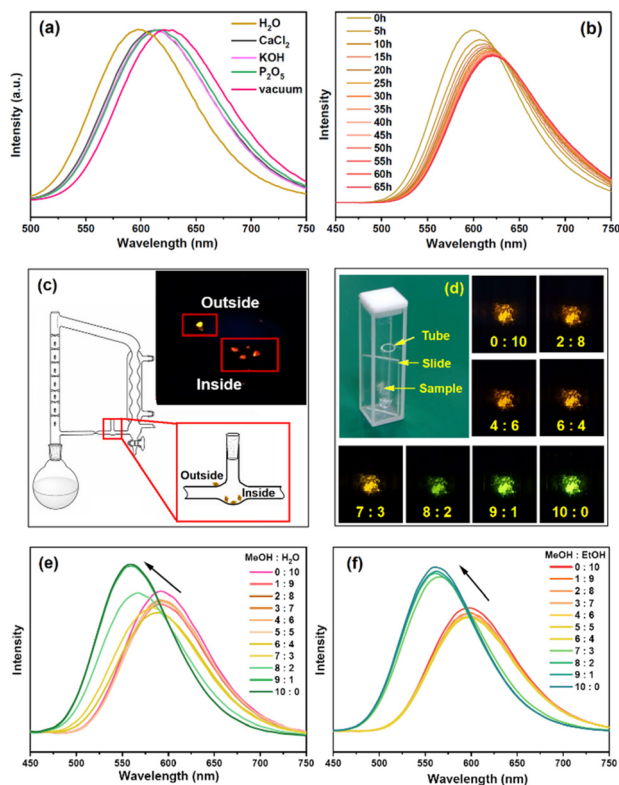 (a)
H₂O
CaCl₂
KOH
P₂O₅
vacuum
Intensity (a.u.)
500 550 600 650 700 750
Wavelength (nm)
(b)
0h
5h
10h
15h
20h
25h
30h
35h
40h
45h
50h
55h
60h
65h
Intensity
450 500 550 600 650 700 750
Wavelength (nm)
(c)
Outside
Inside
Outside
Inside
(d)
Tube
Slide
Sample
0 : 10
2 : 8
4 : 6
6 : 4
7 : 3
8 : 2
9 : 1
10 : 0
(e)
MeOH : H₂O
0 : 10
1 : 9
2 : 8
3 : 7
4 : 6
5 : 5
6 : 4
7 : 3
8 : 2
9 : 1
10 : 0
Intensity
450 500 550 600 650 700 750
Wavelength (nm)
(f)
MeOH : EtOH
0 : 10
1 : 9
2 : 8
3 : 7
4 : 6
5 : 5
6 : 4
7 : 3
8 : 2
9 : 1
10 : 0
Intensity
450 500 550 600 650 700 750
Wavelength (nm)